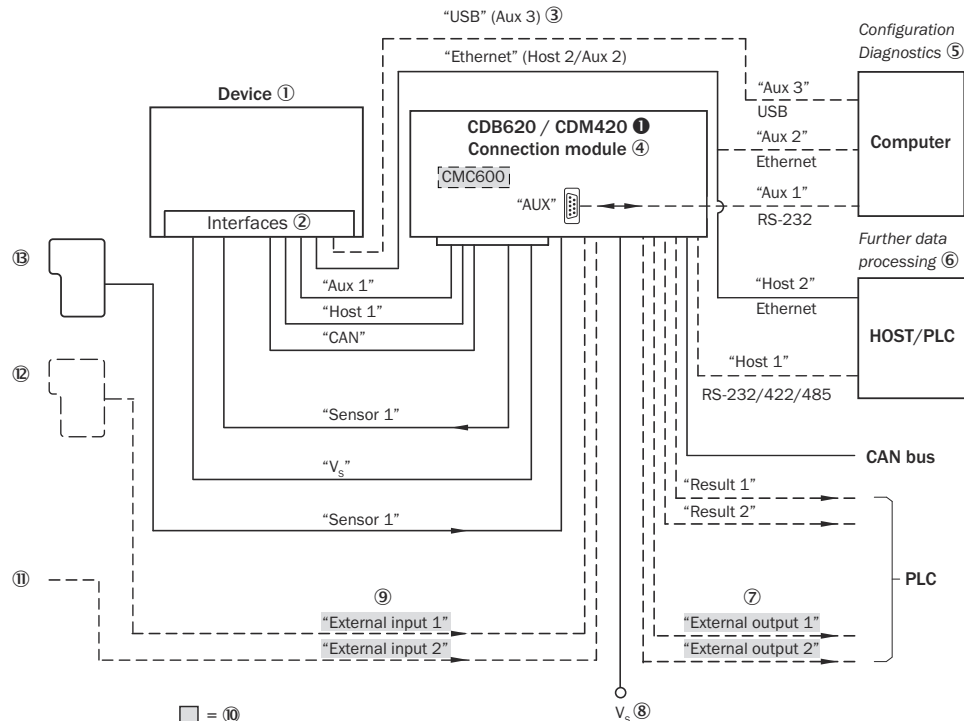 “USB” (Aux 3) ③
Configuration
Diagnostics ⑤
“Ethernet” (Host 2/Aux 2)
Device ①
“Aux 3”
USB
CDB620 / CDM420 ❶
Connection module ④
“Aux 2”
Ethernet
Computer
CMC600
“AUX”
“Aux 1”
RS-232
Interfaces ②
Further data
processing ⑥
⑬
“Aux 1”
“Host 2”
Ethernet
“Host 1”
“CAN”
HOST/PLC
⑫
“Host 1”
RS-232/422/485
“Sensor 1”
CAN bus
“Vs”
“Result 1”
“Result 2”
“Sensor 1”
⑪
PLC
⑨
⑦
“External input 1”
“External output 1”
“External input 2”
“External output 2”
= ⑩
Vs ⑧